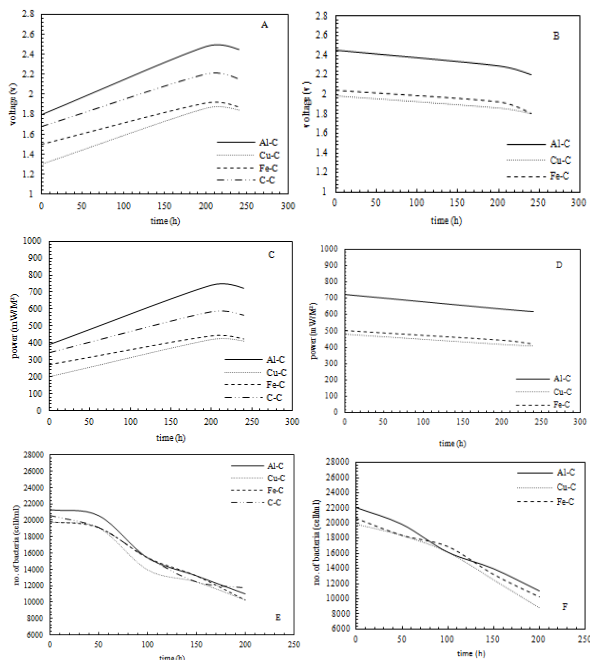 A
voltags (v)
2.8
2.6
2.4
2.2
2
1.8
1.6
1.4
1.2
1
Al-C
Cu-C
Fe-C
C-C
0
50
100
150
200
250
300
time (h)
B
voltags (v)
2.8
2.6
2.4
2.2
2
1.8
1.6
1.4
1.2
1
Al-C
Cu-C
Fe-C
0
50
100
150
200
250
300
time (h)
C
power (mW/M²)
1000
900
800
700
600
500
400
300
200
100
0
Al-C
Cu-C
Fe-C
C-C
0
50
100
150
200
250
300
time (h)
D
power (mW/M²)
1000
900
800
700
600
500
400
300
200
100
0
Al-C
Cu-C
Fe-C
0
50
100
150
200
250
300
time (h)
no. of bacteria (cell/ml)
28000
26000
24000
22000
20000
18000
16000
14000
12000
10000
8000
6000
Al-C
Cu-C
Fe-C
C-C
E
0
50
100
150
200
250
time (h)
no. of bacteria (cell/ml)
28000
26000
24000
22000
20000
18000
16000
14000
12000
10000
8000
6000
Al-C
Cu-C
Fe-C
F
0
50
100
150
200
250
time (h)